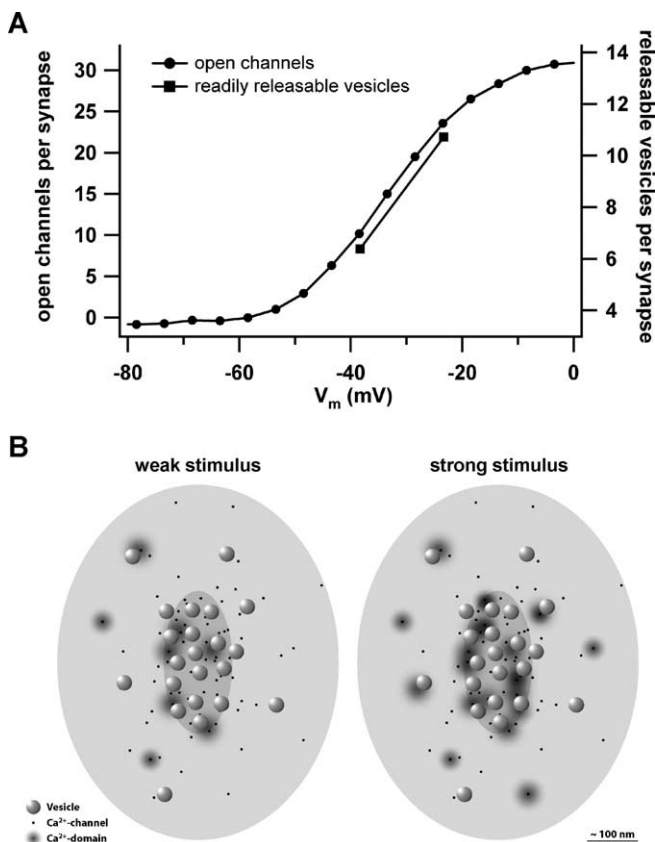 A
open channels per synapse
30
25
20
15
10
5
0
open channels
readily releasable vesicles
14
12
10
8
6
4
releasable vesicles per synapse
-80 -60 -40 -20 0
Vm (mV)
B
weak stimulus strong stimulus
Vesicle
Ca2+-channel
Ca2+-domain
~ 100 nm